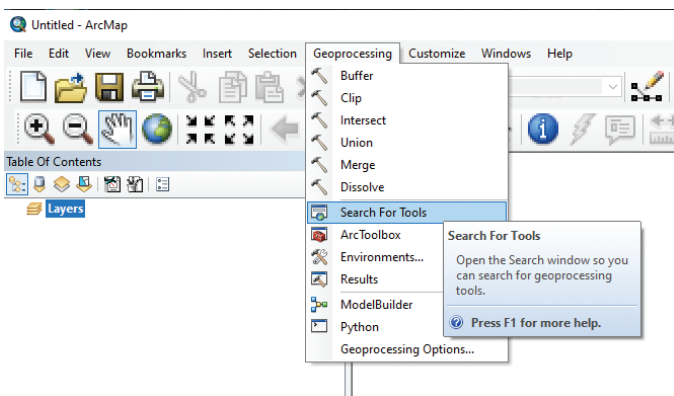 Untitled - ArcMap
File Edit View Bookmarks Insert Selection Geoprocessing Customize Windows Help
Buffer
Clip
Intersect
Union
Merge
Dissolve
Search For Tools
ArcToolbox
Environments...
Results
ModelBuilder
Python
Geoprocessing Options...
Table Of Contents
Layers
Search For Tools
Open the Search window so you
can search for geoprocessing
tools.
Press F1 for more help.